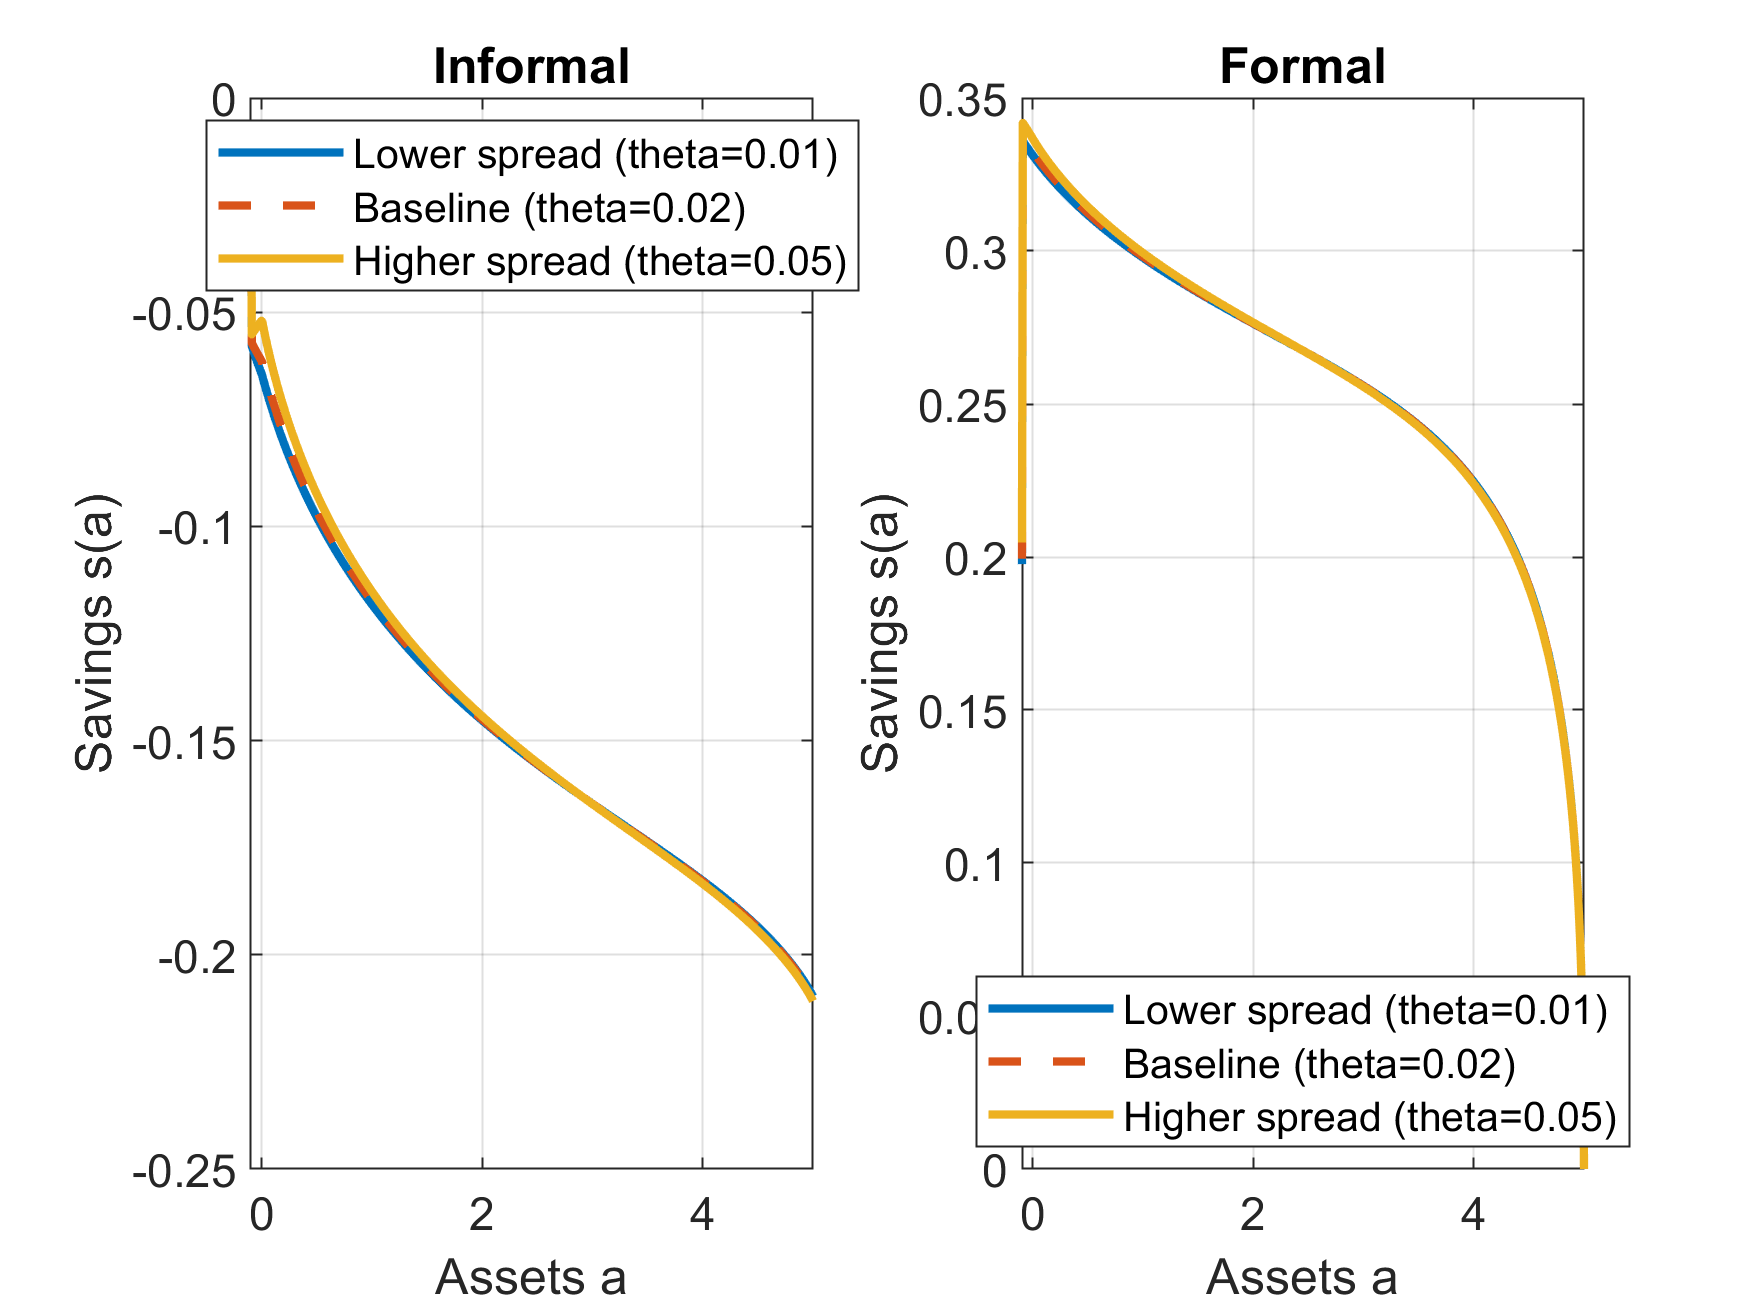 Informal
0
-0.05
-0.1
-0.15
-0.2
-0.25
Savings s(a)
Lower spread (theta=0.01)
Baseline (theta=0.02)
Higher spread (theta=0.05)
0 2 4
Assets a
Formal
0.35
0.3
0.25
0.2
0.15
0.1
0.0
0
Savings s(a)
Lower spread (theta=0.01)
Baseline (theta=0.02)
Higher spread (theta=0.05)
0 2 4
Assets a